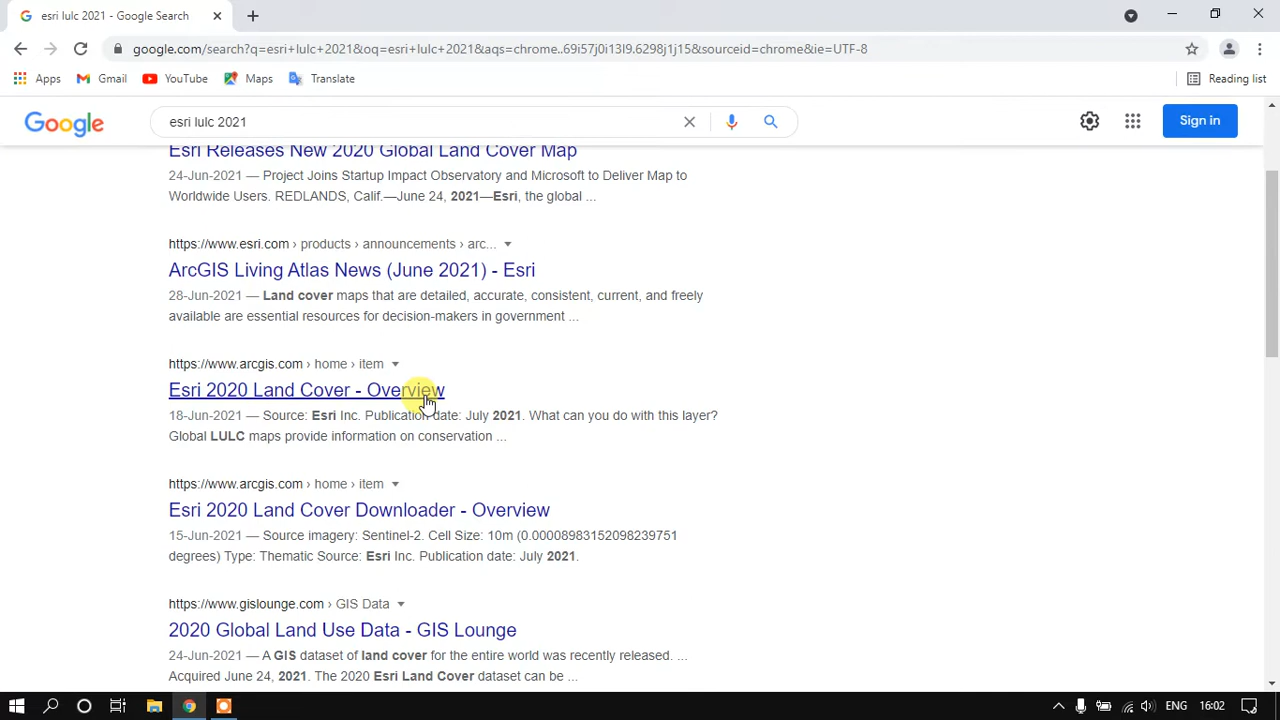 esri lulc 2021 - Google Search
google.com/search?q=esri+lulc+2021&oq=esri+lulc+2021&aqs=chrome..69i57j0i13l9.6298j1j15&sourceid=chrome&ie=UTF-8
Apps Gmail YouTube Maps Translate Reading list
Google esri lulc 2021 Sign in
Esri Releases New 2020 Global Land Cover Map
24-Jun-2021 — Project Joins Startup Impact Observatory and Microsoft to Deliver Map to
Worldwide Users. REDLANDS, Calif.—June 24, 2021—Esri, the global ...
https://www.esri.com › products › announcements › arc...
ArcGIS Living Atlas News (June 2021) - Esri
28-Jun-2021 — Land cover maps that are detailed, accurate, consistent, current, and freely
available are essential resources for decision-makers in government ...
https://www.arcgis.com › home › item
Esri 2020 Land Cover - Overview
18-Jun-2021 — Source: Esri Inc. Publication date: July 2021. What can you do with this layer?
Global LULC maps provide information on conservation ...
https://www.arcgis.com › home › item
Esri 2020 Land Cover Downloader - Overview
15-Jun-2021 — Source imagery: Sentinel-2. Cell Size: 10m (0.00008983152098239751
degrees) Type: Thematic Source: Esri Inc. Publication date: July 2021.
https://www.gislounge.com › GIS Data
2020 Global Land Use Data - GIS Lounge
24-Jun-2021 — A GIS dataset of land cover for the entire world was recently released. ...
Acquired June 24, 2021. The 2020 Esri Land Cover dataset can be ...
ENG 16:02